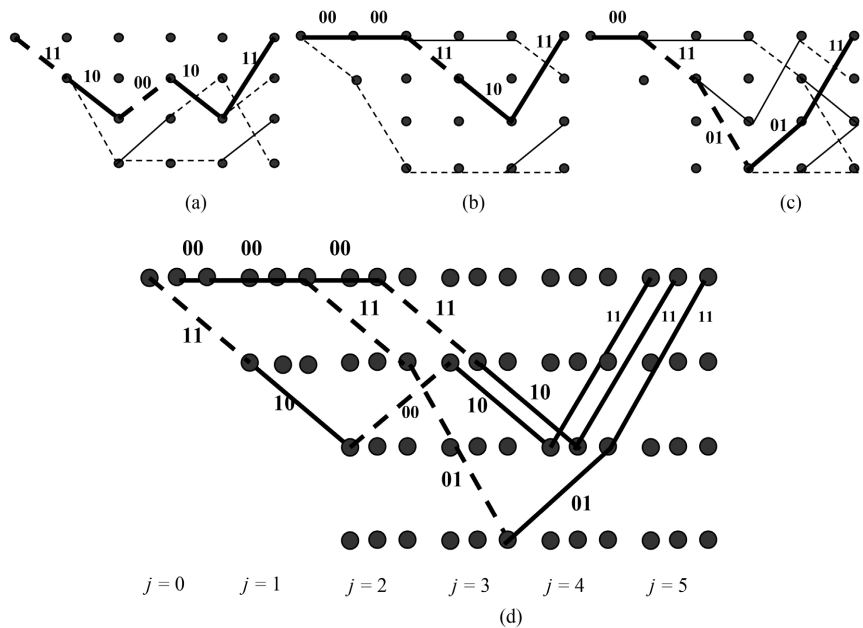 11 10 00 10 11
(a)
00 00 11 10 11
(b)
00 11 01 01 11
(c)
00 00 00
11 11 11 11 11 11
10 00 10 10
01 01
j = 0 j = 1 j = 2 j = 3 j = 4 j = 5
(d)